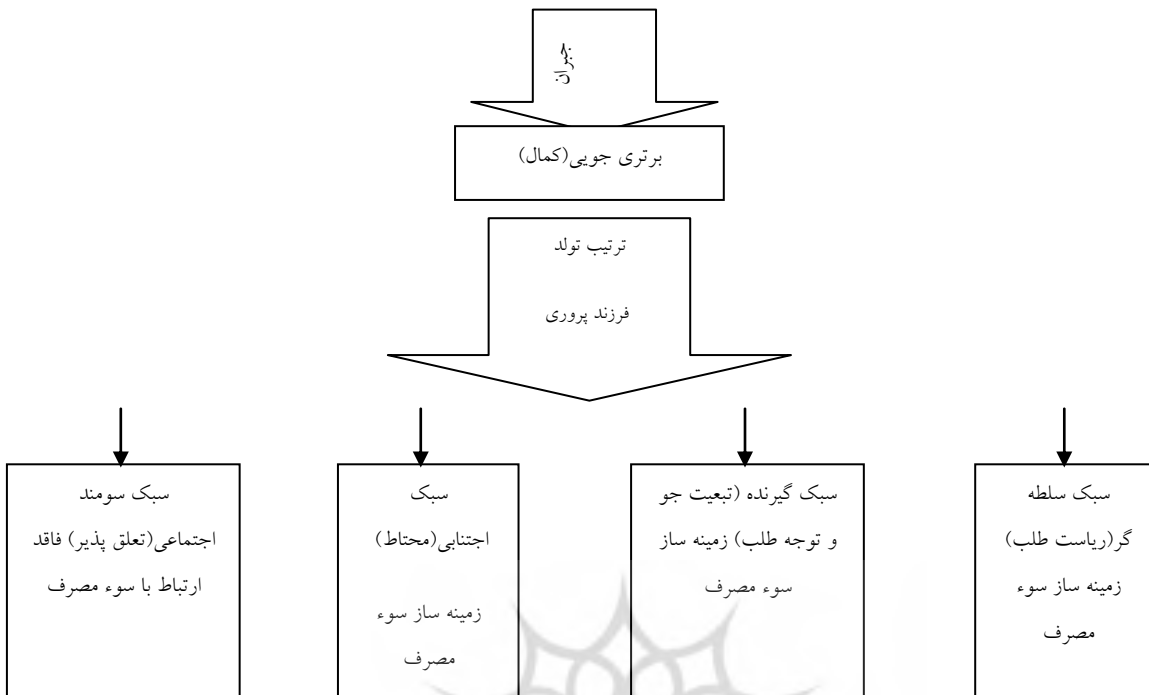 جبران
برتری جویی(کمال)
ترتیب تولد
فرزند پروری
سبک سلطه
گر(ریاست طلب)
زمینه ساز سوء
مصرف
سبک گیرنده (تبعیت جو
و توجه طلب) زمینه ساز
سوء مصرف
سبک
اجتنابی(محتاط)
زمینه ساز سوء
مصرف
سبک سومند
اجتماعی(تعلق پذیر) فاقد
ارتباط با سوء مصرف